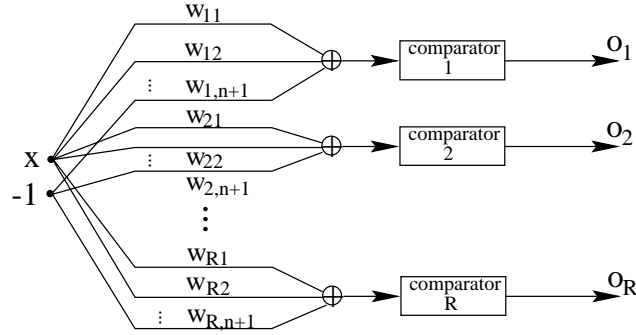 w11
w12
⋮
w1,n+1
comparator
1
o1
w21
w22
⋮
w2,n+1
comparator
2
o2
x
-1
⋮
wR1
wR2
⋮
wR,n+1
comparator
R
oR